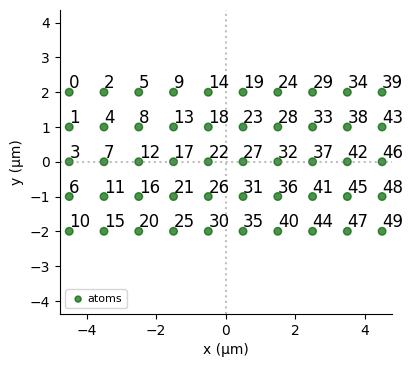 4
0 2 5 9 14 19 24 29 34 39
2
1 4 8 13 18 23 28 33 38 43
1
3 7 12 17 22 27 32 37 42 46
0
6 11 16 21 26 31 36 41 45 48
−1
10 15 20 25 30 35 40 44 47 49
−2
3
−3
−4
atoms
−4 −2 0 2 4
x (μm)
y (μm)